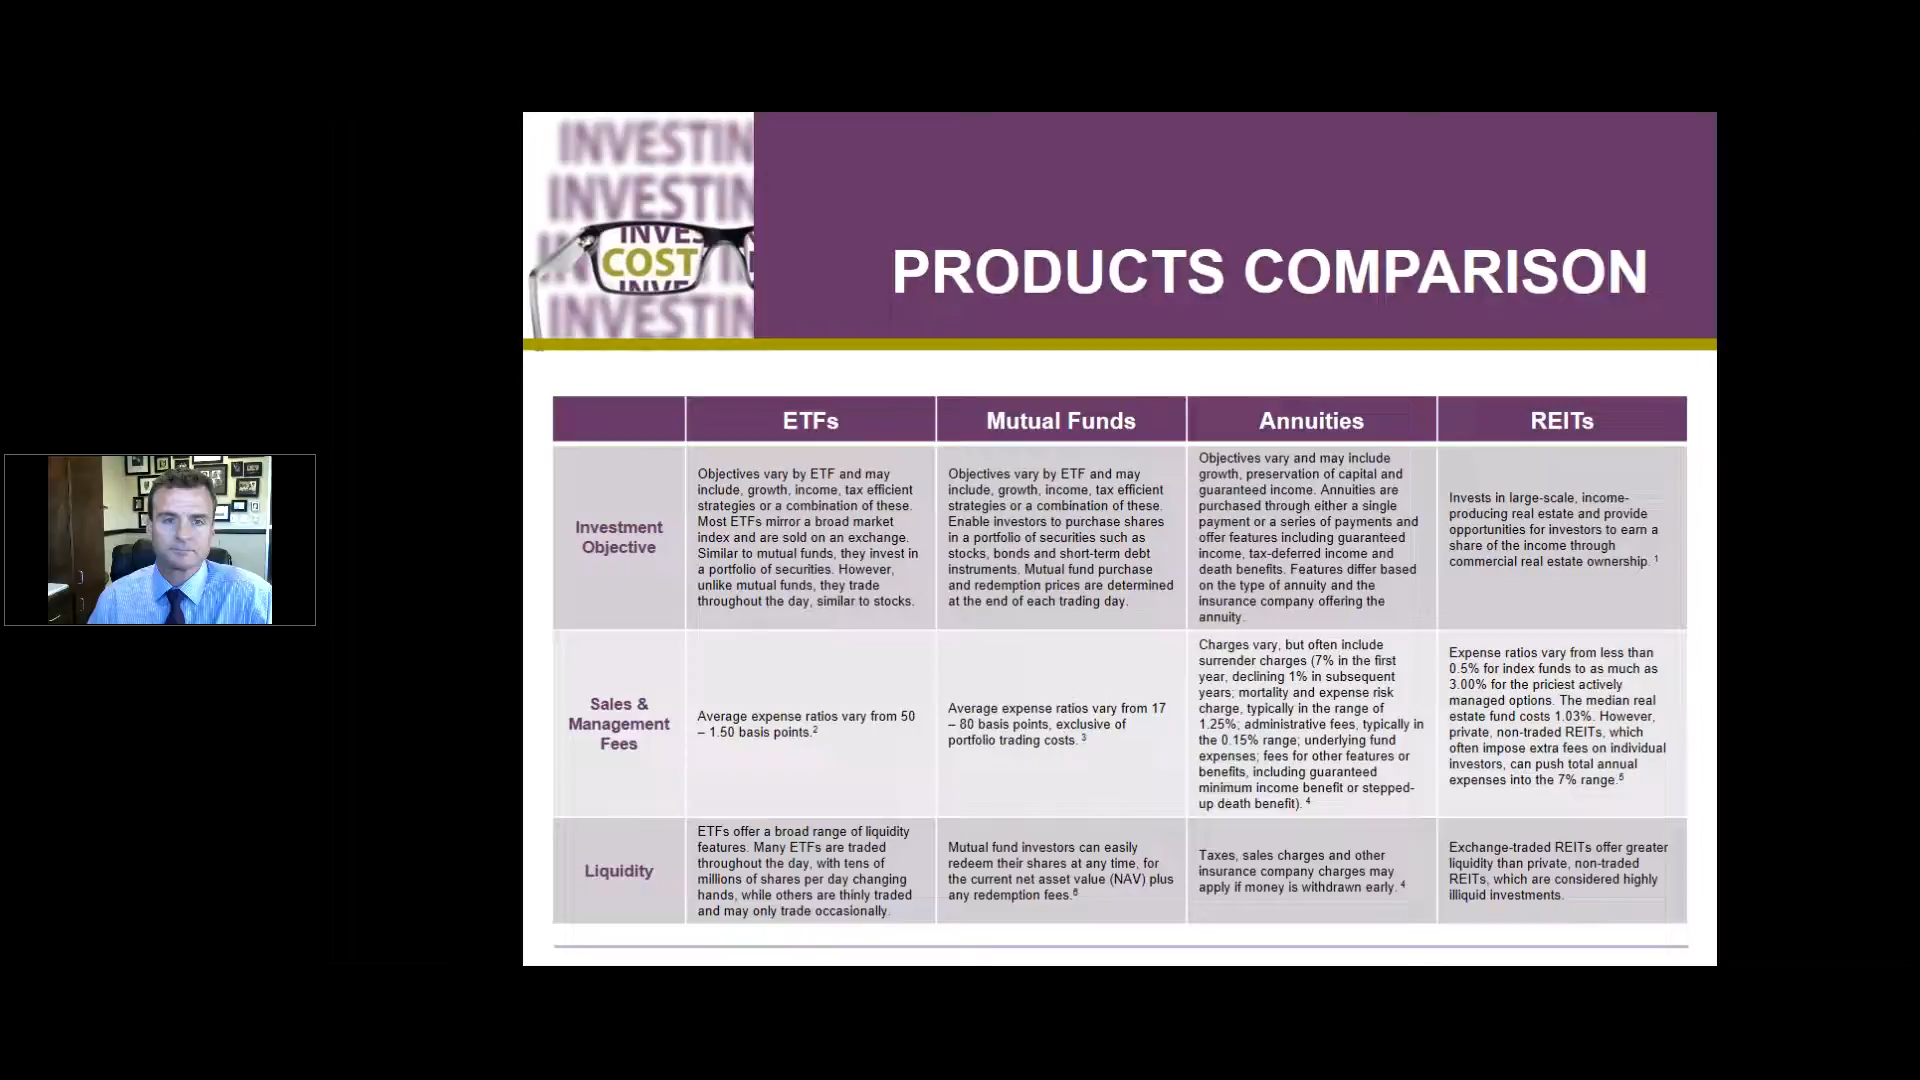 INVESTIN
INVESTIN
INVES
COST
INVE
INVESTIN
PRODUCTS COMPARISON
ETFs
Mutual Funds
Annuities
REITs
Investment
Objective
Objectives vary by ETF and may
include, growth, income, tax efficient
strategies or a combination of these.
Most ETFs mirror a broad market
index and are sold on an exchange.
Similar to mutual funds, they invest in
a portfolio of securities. However,
unlike mutual funds, they trade
throughout the day, similar to stocks.
Objectives vary by ETF and may
include, growth, income, tax efficient
strategies or a combination of these.
Enable investors to purchase shares
in a portfolio of securities such as
stocks, bonds and short-term debt
instruments. Mutual fund purchase
and redemption prices are determined
at the end of each trading day.
Objectives vary and may include
growth, preservation of capital and
guaranteed income. Annuities are
purchased through either a single
payment or a series of payments and
offer features including guaranteed
income, tax-deferred income and
death benefits. Features differ based
on the type of annuity and the
insurance company offering the
annuity.
Invests in large-scale, income-
producing real estate and provide
opportunities for investors to earn a
share of the income through
commercial real estate ownership. 1
Sales &
Management
Fees
Average expense ratios vary from 50
– 1.50 basis points.2
Average expense ratios vary from 17
– 80 basis points, exclusive of
portfolio trading costs. 3
Charges vary, but often include
surrender charges (7% in the first
year, declining 1% in subsequent
years; mortality and expense risk
charge, typically in the range of
1.25%; administrative fees, typically in
the 0.15% range; underlying fund
expenses; fees for other features or
benefits, including guaranteed
minimum income benefit or stepped-
up death benefit). 4
Expense ratios vary from less than
0.5% for index funds to as much as
3.00% for the priciest actively
managed options. The median real
estate fund costs 1.03%. However,
private, non-traded REITs, which
often impose extra fees on individual
investors, can push total annual
expenses into the 7% range.5
Liquidity
ETFs offer a broad range of liquidity
features. Many ETFs are traded
throughout the day, with tens of
millions of shares per day changing
hands, while others are thinly traded
and may only trade occasionally.
Mutual fund investors can easily
redeem their shares at any time, for
the current net asset value (NAV) plus
any redemption fees.6
Taxes, sales charges and other
insurance company charges may
apply if money is withdrawn early. 4
Exchange-traded REITs offer greater
liquidity than private, non-traded
REITs, which are considered highly
illiquid investments.